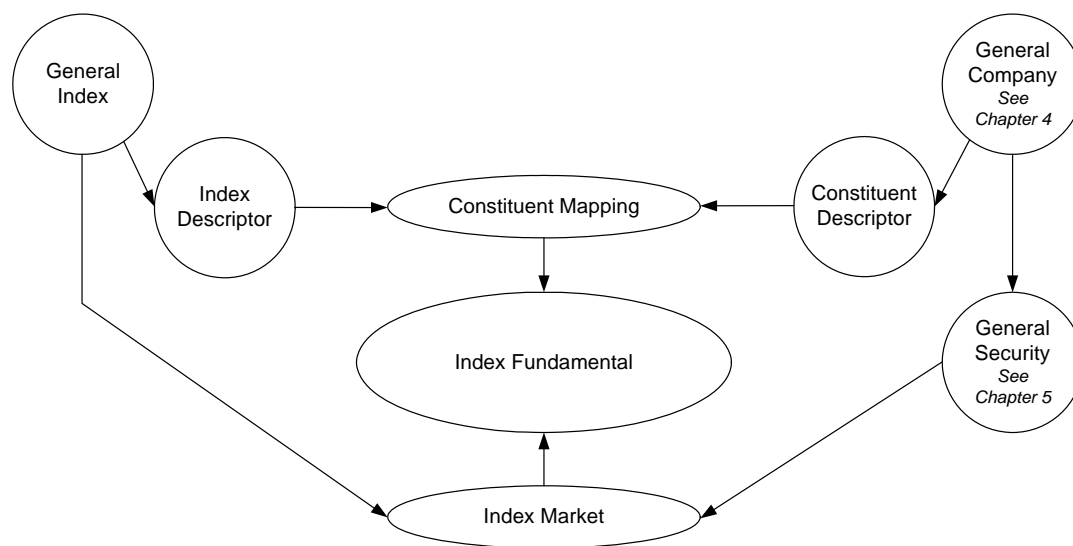 General
Index
General
Company
See
Chapter 4
Index
Descriptor
Constituent Mapping
Constituent
Descriptor
Index Fundamental
General
Security
See
Chapter 5
Index Market